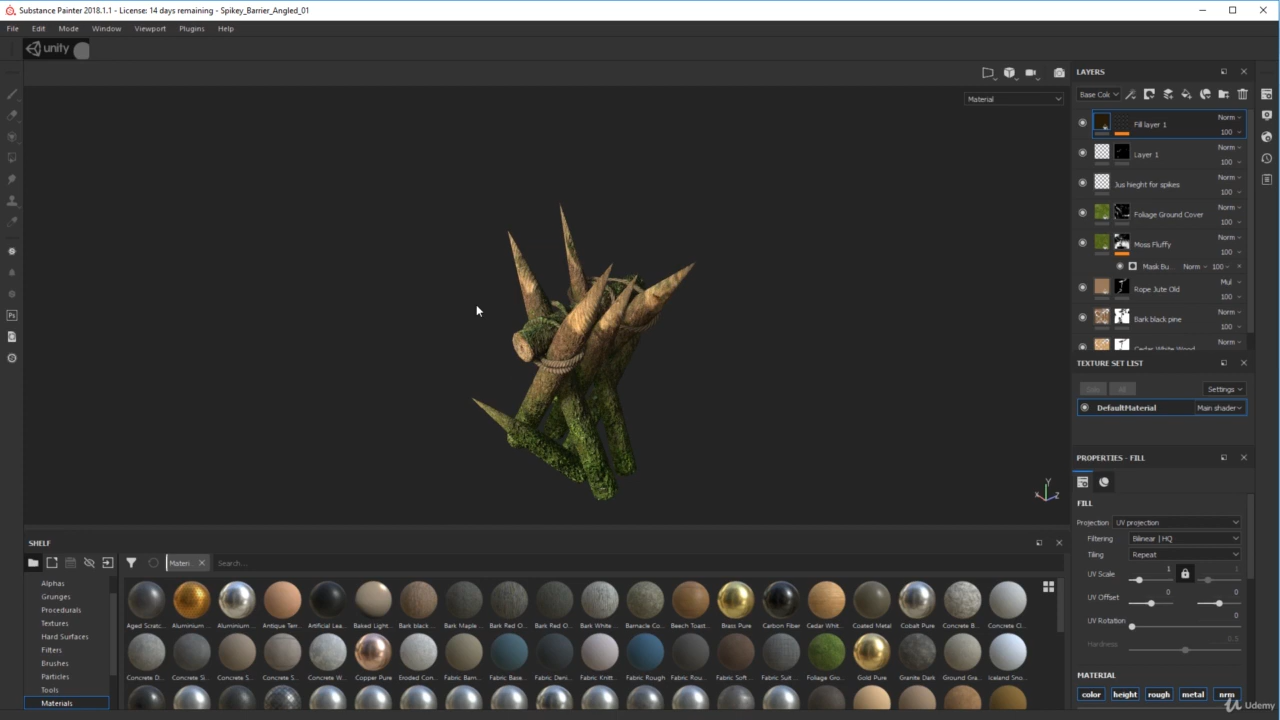 Substance Painter 2018.1.1 - License: 14 days remaining - Spikey_Barrier_Angled_01
File Edit Mode Window Viewport Plugins Help
unity
Material
LAYERS
Base Col
Fill layer 1 Norm 100
Layer 1 Norm 100
Jus hieght for spikes Norm 100
Foliage Ground Cover Norm 100
Moss Fluffy Norm 100
Mask Bu... Norm 100
Rope Jute Old Mul 100
Bark black pine Norm 100
Cedar White Wood Norm
TEXTURE SET LIST
Settings
DefaultMaterial Main shader
PROPERTIES - FILL
FILL
Projection UV projection
Filtering Bilinear | HQ
Tiling Repeat
UV Scale 1 1
UV Offset 0 0
UV Rotation 0
Hardness 0.5
MATERIAL
color height rough metal nrm
Y
X Z
SHELF
Materi... Search...
Alphas
Grunges
Procedurals
Textures
Hard Surfaces
Filters
Brushes
Particles
Tools
Materials
Aged Scratc... Aluminium ... Aluminium ... Antique Terr... Artificial Lea... Baked Light... Bark black... Bark Maple ... Bark Red O... Bark Red O... Bark White ... Barnacle Co... Beech Toast... Brass Pure Carbon Fiber Cedar Whit... Coated Metal Cobalt Pure Concrete B... Concrete Cl...
Concrete D... Concrete Si... Concrete S... Concrete S... Concrete W... Copper Pure Eroded Con... Fabric Barn... Fabric Base... Fabric Deni... Fabric Knitt... Fabric Rough Fabric Rou... Fabric Soft ... Fabric Suit ... Foliage Gro... Gold Pure Granite Dark Ground Gra... Iceland Sno...
Udemy